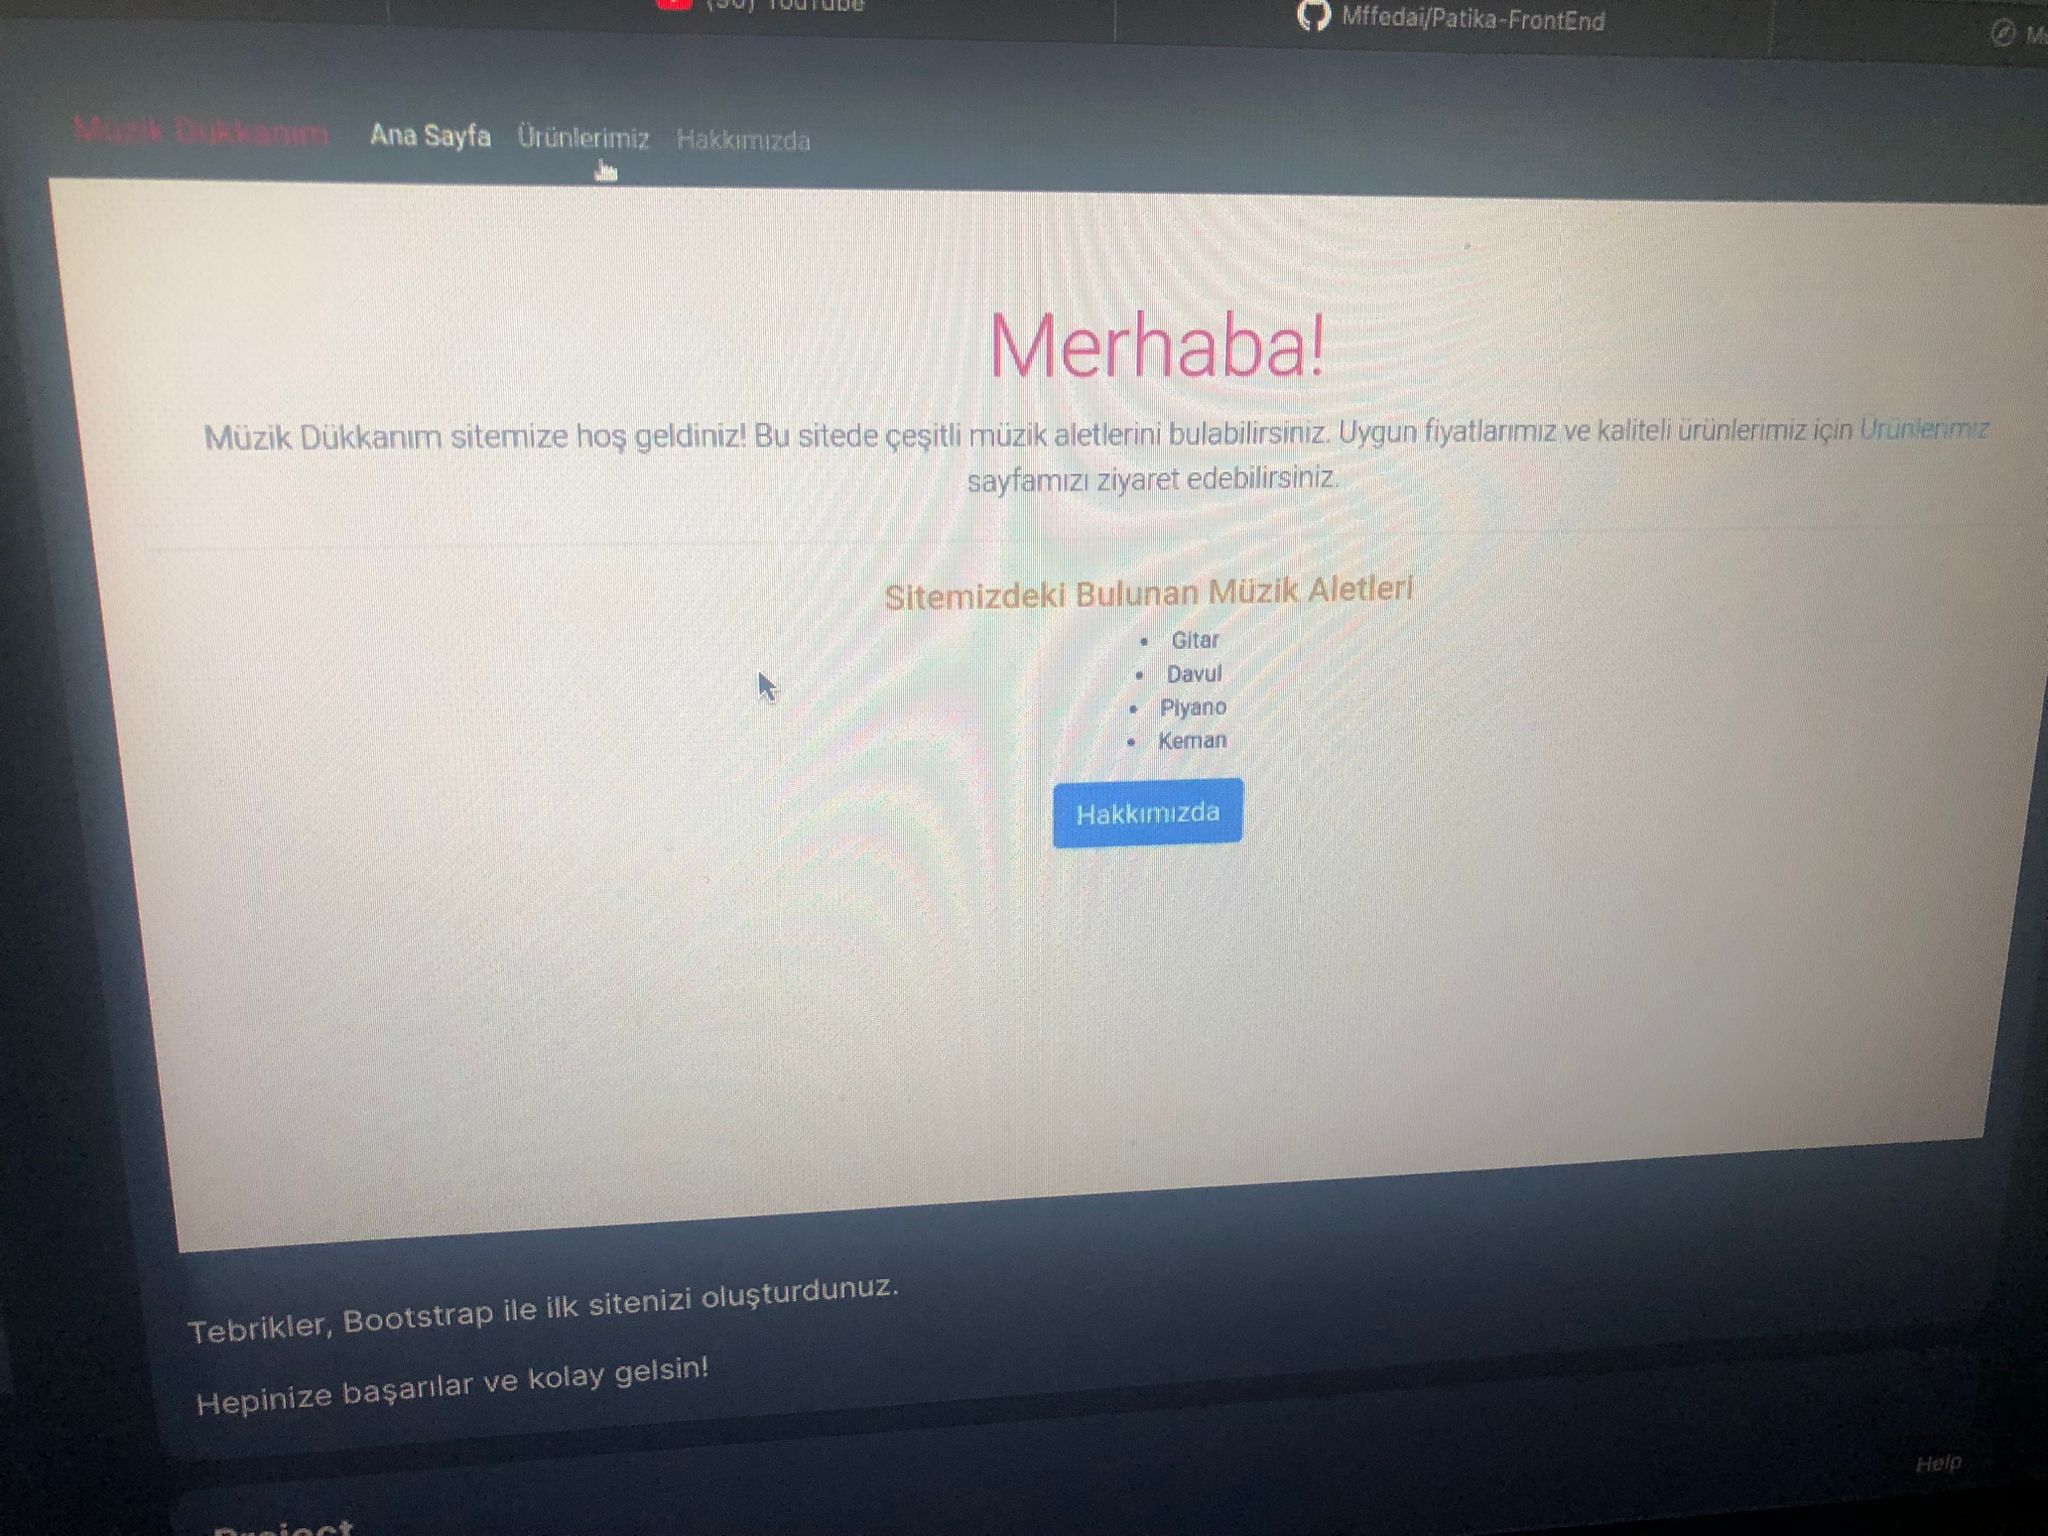 YouTube
Mffedai/Patika-FrontEnd
Müzik Dükkanım Ana Sayfa Ürünlerimiz Hakkımızda
Merhaba!
Müzik Dükkanım sitemize hoş geldiniz! Bu sitede çeşitli müzik aletlerini bulabilirsiniz. Uygun fiyatlarımız ve kaliteli ürünlerimiz için Ürünlerimiz
sayfamızı ziyaret edebilirsiniz.
Sitemizdeki Bulunan Müzik Aletleri
• Gitar
• Davul
• Piyano
• Keman
Hakkımızda
Tebrikler, Bootstrap ile ilk sitenizi oluşturdunuz.
Hepinize başarılar ve kolay gelsin!
Help
Project